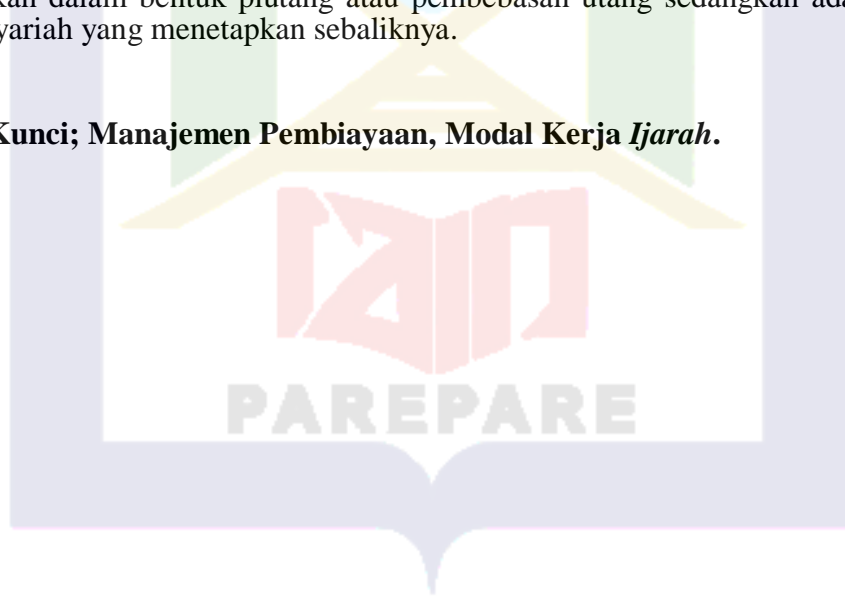 kan dalam bentuk piutang atau pembebasan utang sedangkan ada
yariah yang menetapkan sebaliknya.
Kunci; Manajemen Pembiayaan, Modal Kerja Ijarah.
PAREPARE